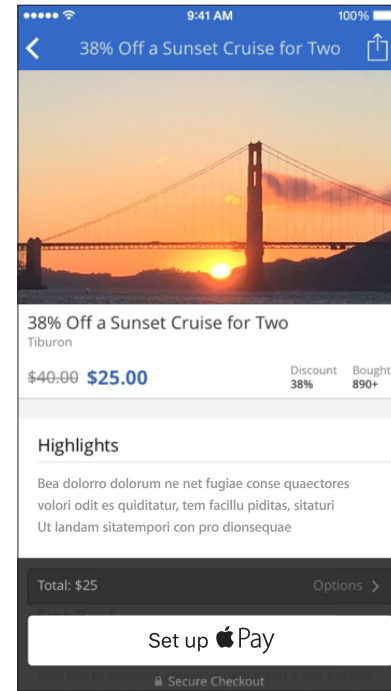 9:41 AM
100%
38% Off a Sunset Cruise for Two
38% Off a Sunset Cruise for Two
Tiburon
$40.00 $25.00
Discount
38%
Bought
890+
Highlights
Bea dolorro dolorum ne net fugiae conse quaectores
volori odit es quiditatur, tem facillu piditas, sitaturi
Ut landam sitatempori con pro dionsequae
Total: $25
Options
Set up Pay
Secure Checkout